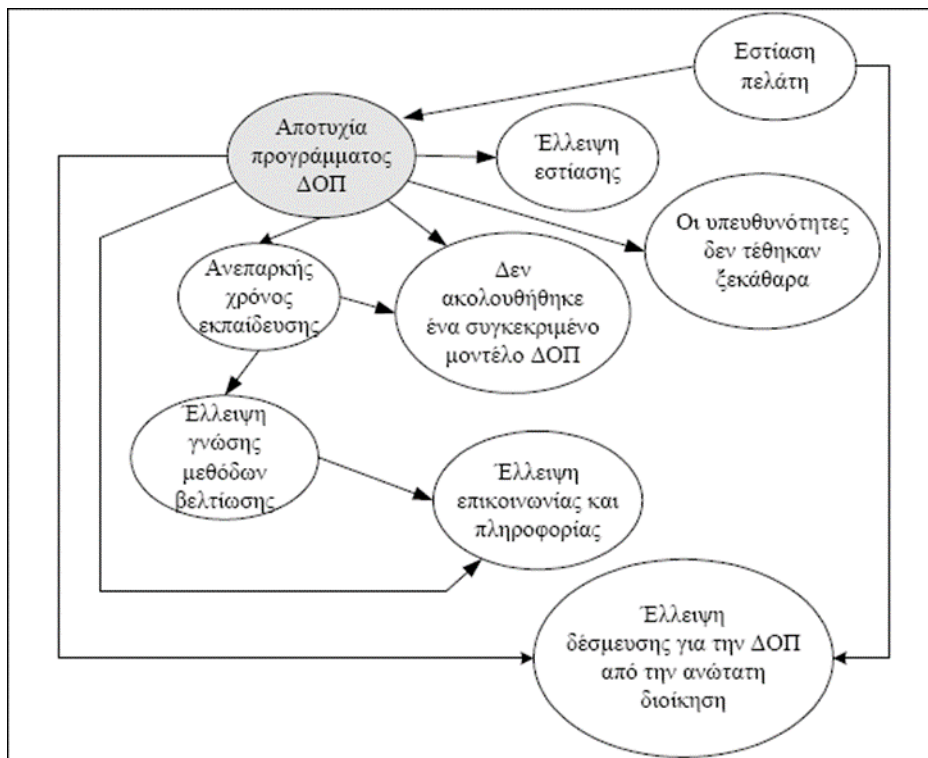 Εστίαση
πελάτη
Αποτυχία
προγράμματος
ΔΟΠ
Έλλειψη
εστίασης
Οι υπευθυνότητες
δεν τέθηκαν
ξεκάθαρα
Ανεπαρκής
χρόνος
εκπαίδευσης
Δεν
ακολουθήθηκε
ένα συγκεκριμένο
μοντέλο ΔΟΠ
Έλλειψη
γνώσης
μεθόδων
βελτίωσης
Έλλειψη
επικοινωνίας και
πληροφορίας
Έλλειψη
δέσμευσης για την ΔΟΠ
από την ανώτατη
διοίκηση